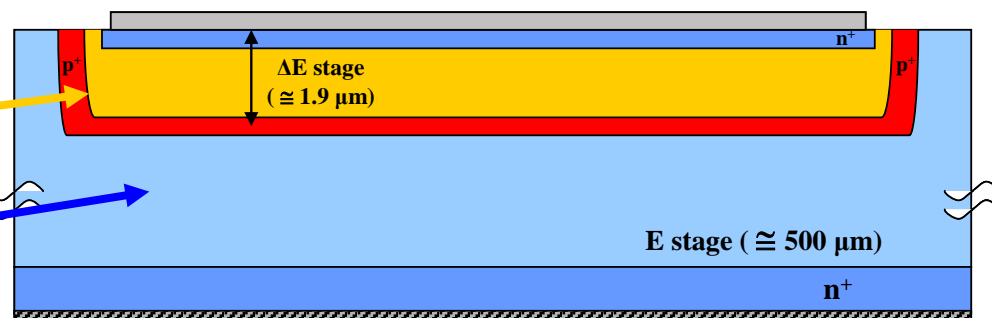 n⁺
p⁺
p⁺
ΔE stage
( ≅ 1.9 μm)
E stage ( ≅ 500 μm)
n⁺